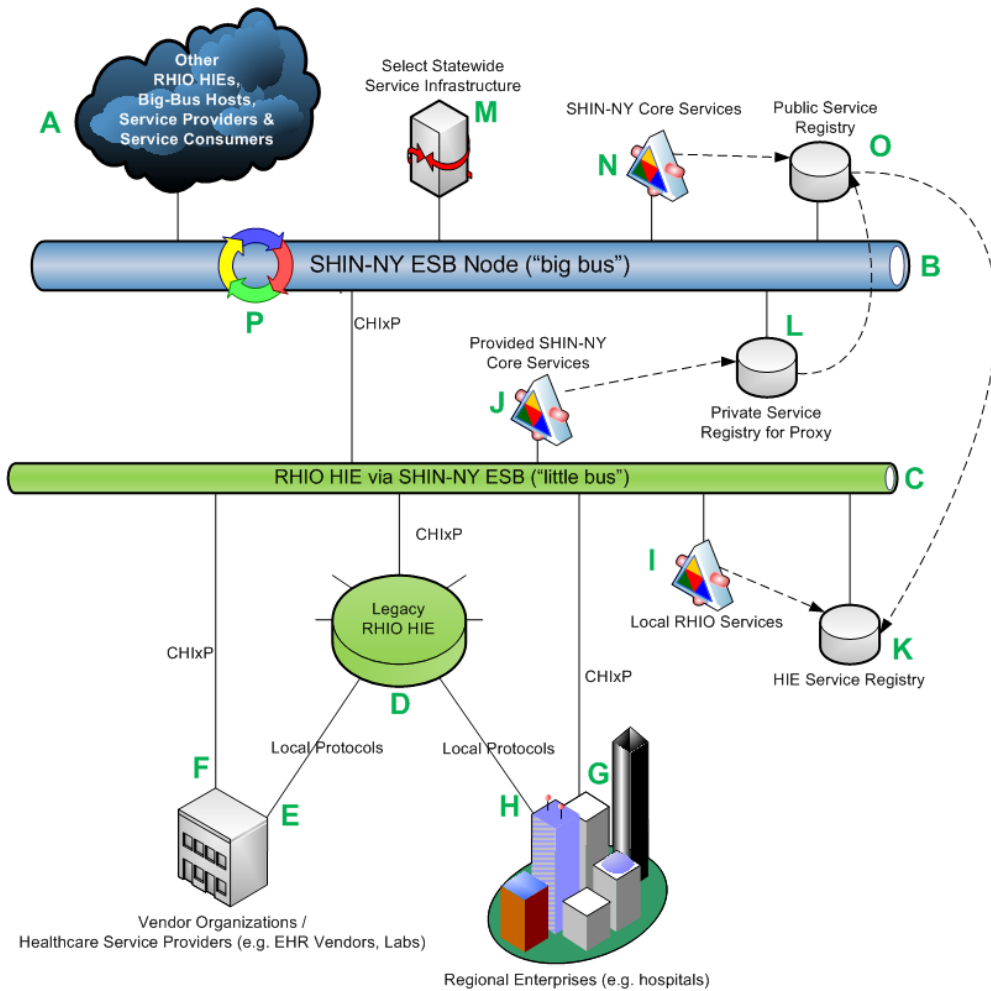 Other
RHIO HIEs,
Big-Bus Hosts,
Service Providers &
Service Consumers
A
Select Statewide
Service Infrastructure
M
SHIN-NY Core Services
N
Public Service
Registry
O
SHIN-NY ESB Node (“big bus”)
B
P
CHIxP
L
Provided SHIN-NY
Core Services
J
Private Service
Registry for Proxy
RHIO HIE via SHIN-NY ESB (“little bus”)
C
CHIxP
I
Legacy
RHIO HIE
Local RHIO Services
K
HIE Service Registry
CHIxP
CHIxP
D
Local Protocols
Local Protocols
F
E
G
H
Vendor Organizations /
Healthcare Service Providers (e.g. EHR Vendors, Labs)
Regional Enterprises (e.g. hospitals)